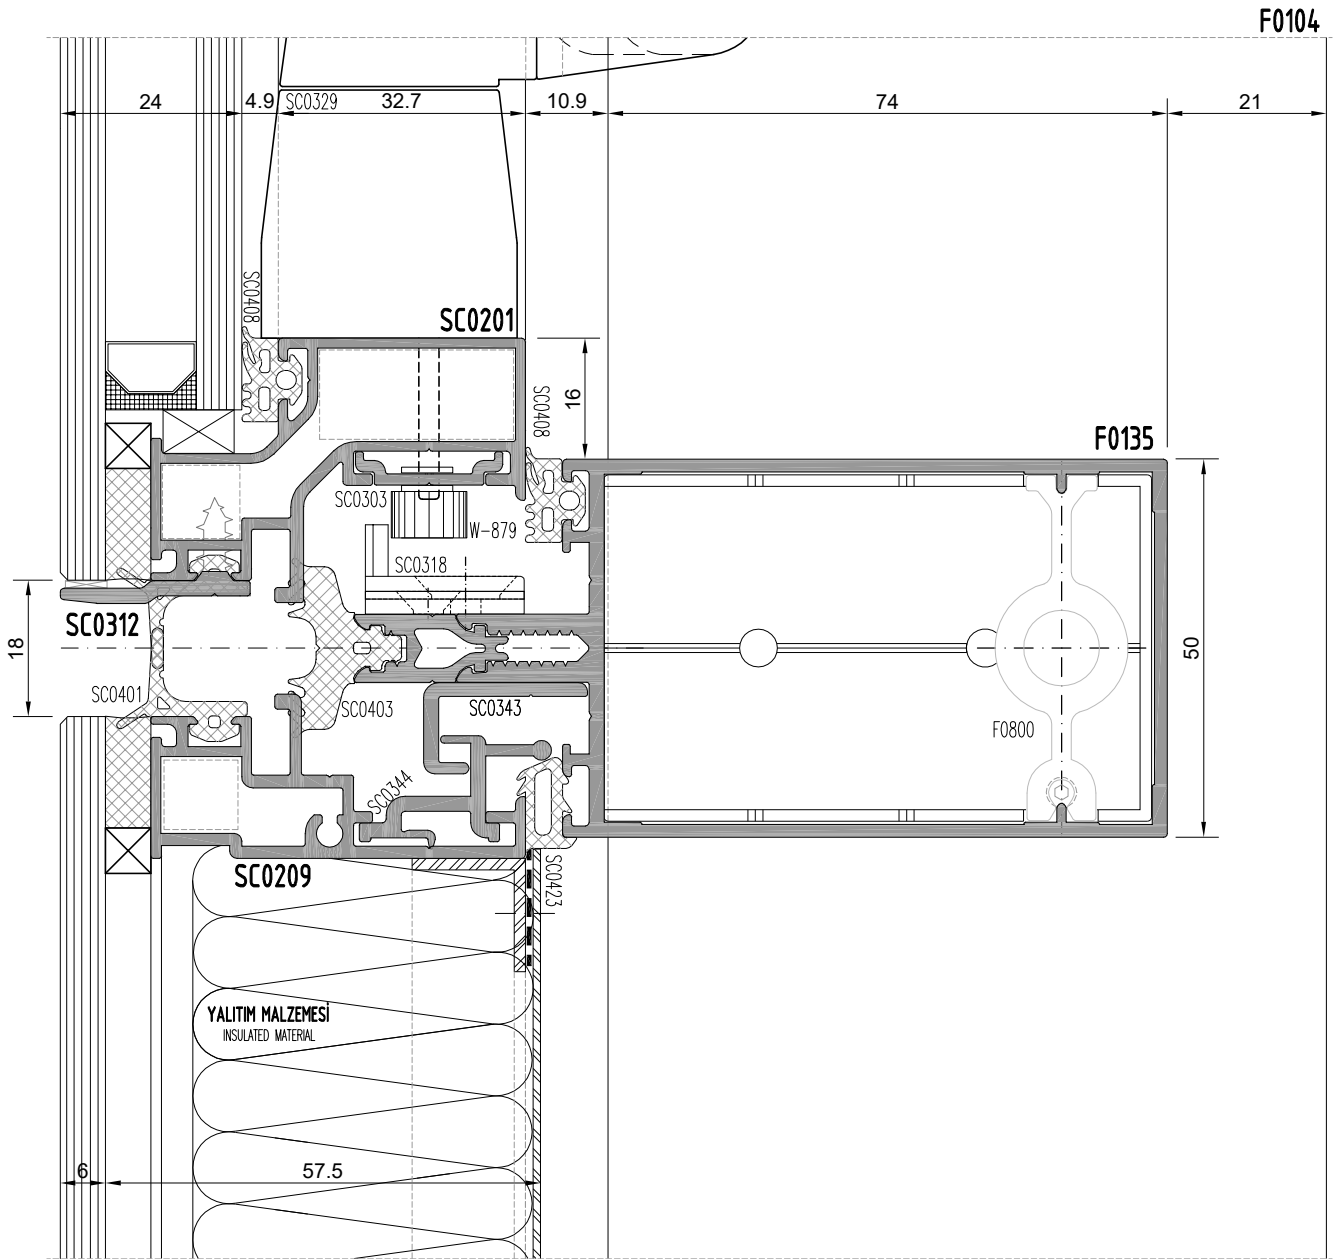 F0104
24
4.9
SC0329
32.7
10.9
74
21
SC0408
SC0201
16
SC0408
F0135
SC0303
W-879
SC0318
SC0312
18
50
SC0401
SC0403
SC0343
F0800
SC0344
SC0209
SC0423
YALITIM MALZEMESİ
INSULATED MATERIAL
6
57.5